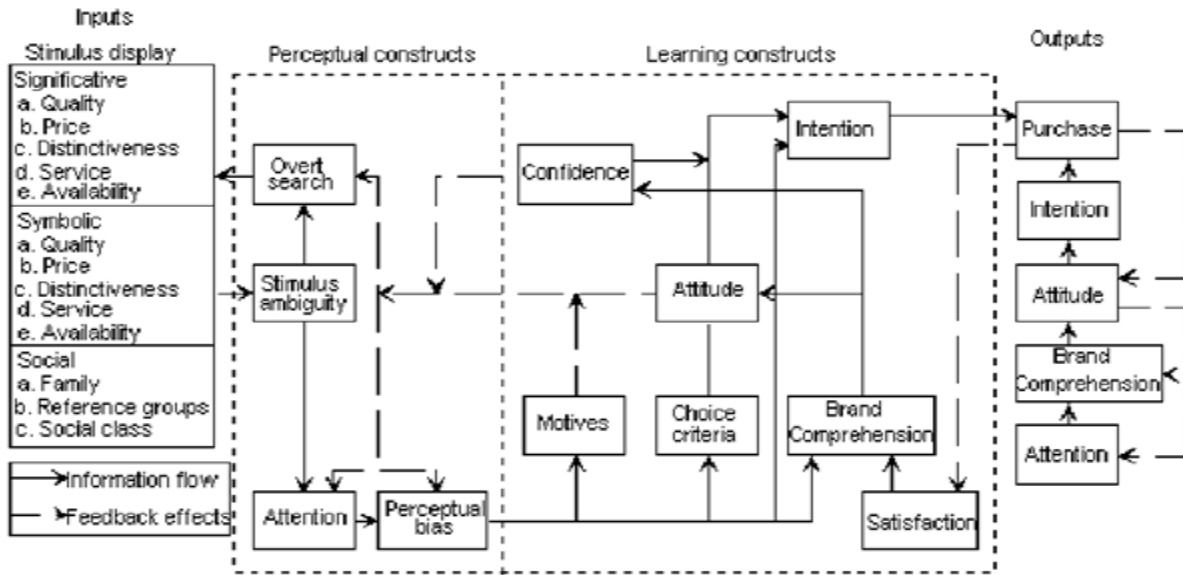 Inputs
Stimulus display
Significative
a. Quality
b. Price
c. Distinctiveness
d. Service
e. Availability
Symbolic
a. Quality
b. Price
c. Distinctiveness
d. Service
e. Availability
Social
a. Family
b. Reference groups
c. Social class
Information flow
Feedback effects
Perceptual constructs
Overt
search
Stimulus
ambiguity
Attention
Perceptual
bias
Learning constructs
Confidence
Intention
Attitude
Motives
Choice
criteria
Brand
Comprehension
Satisfaction
Outputs
Purchase
Intention
Attitude
Brand
Comprehension
Attention